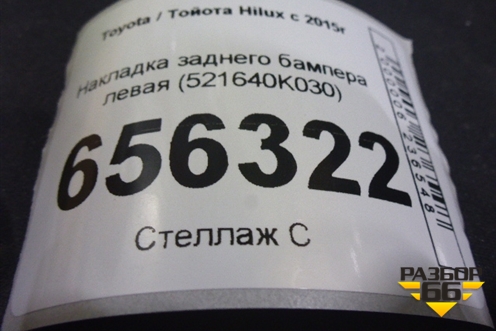 Toyota / Тойота Hilux с 2015г
Накладка заднего бампера
левая (521640K030)
656322
Стеллаж С
РАЗБОР
66